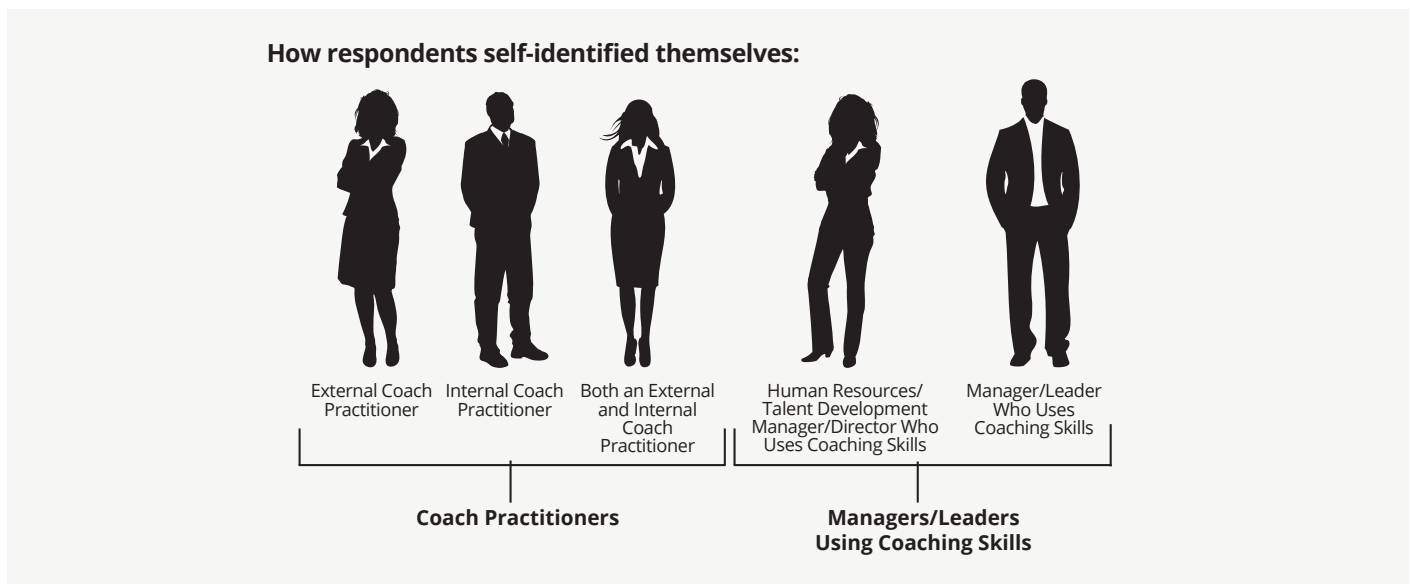 How respondents self-identified themselves:
External Coach
Practitioner
Internal Coach
Practitioner
Both an External
and Internal
Coach
Practitioner
Human Resources/
Talent Development
Manager/Director Who
Uses Coaching Skills
Manager/Leader
Who Uses
Coaching Skills
Coach Practitioners
Managers/Leaders
Using Coaching Skills